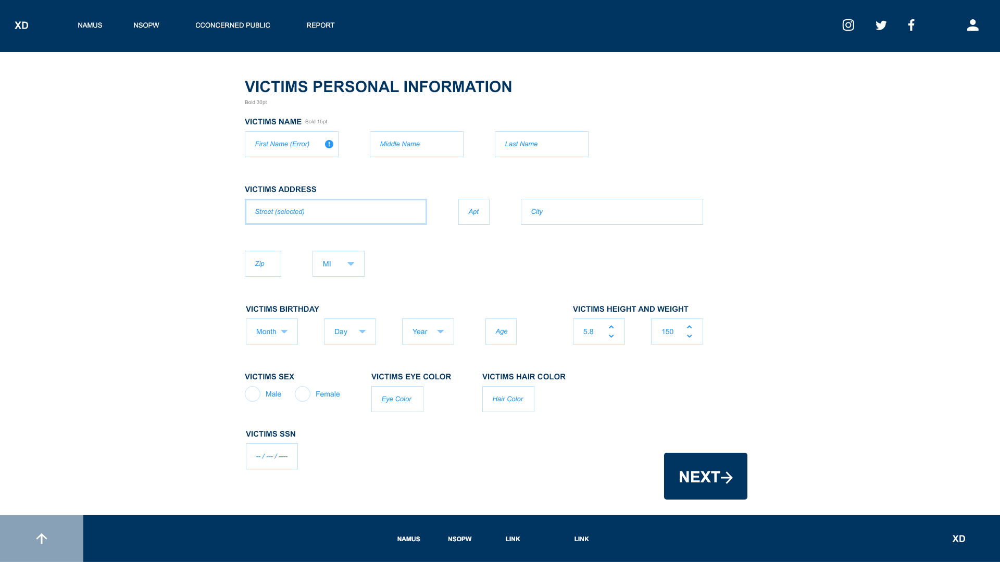 XD NAMUS NSOPW CCONCERNED PUBLIC REPORT
VICTIMS PERSONAL INFORMATION
Bold 30pt
VICTIMS NAME Bold 15pt
First Name (Error) Middle Name Last Name
VICTIMS ADDRESS
Street (selected) Apt City
Zip MI
VICTIMS BIRTHDAY VICTIMS HEIGHT AND WEIGHT
Month Day Year Age 5.8 150
VICTIMS SEX VICTIMS EYE COLOR VICTIMS HAIR COLOR
Male Female Eye Color Hair Color
VICTIMS SSN
-- / --- / ----
NEXT
NAMUS NSOPW LINK LINK XD